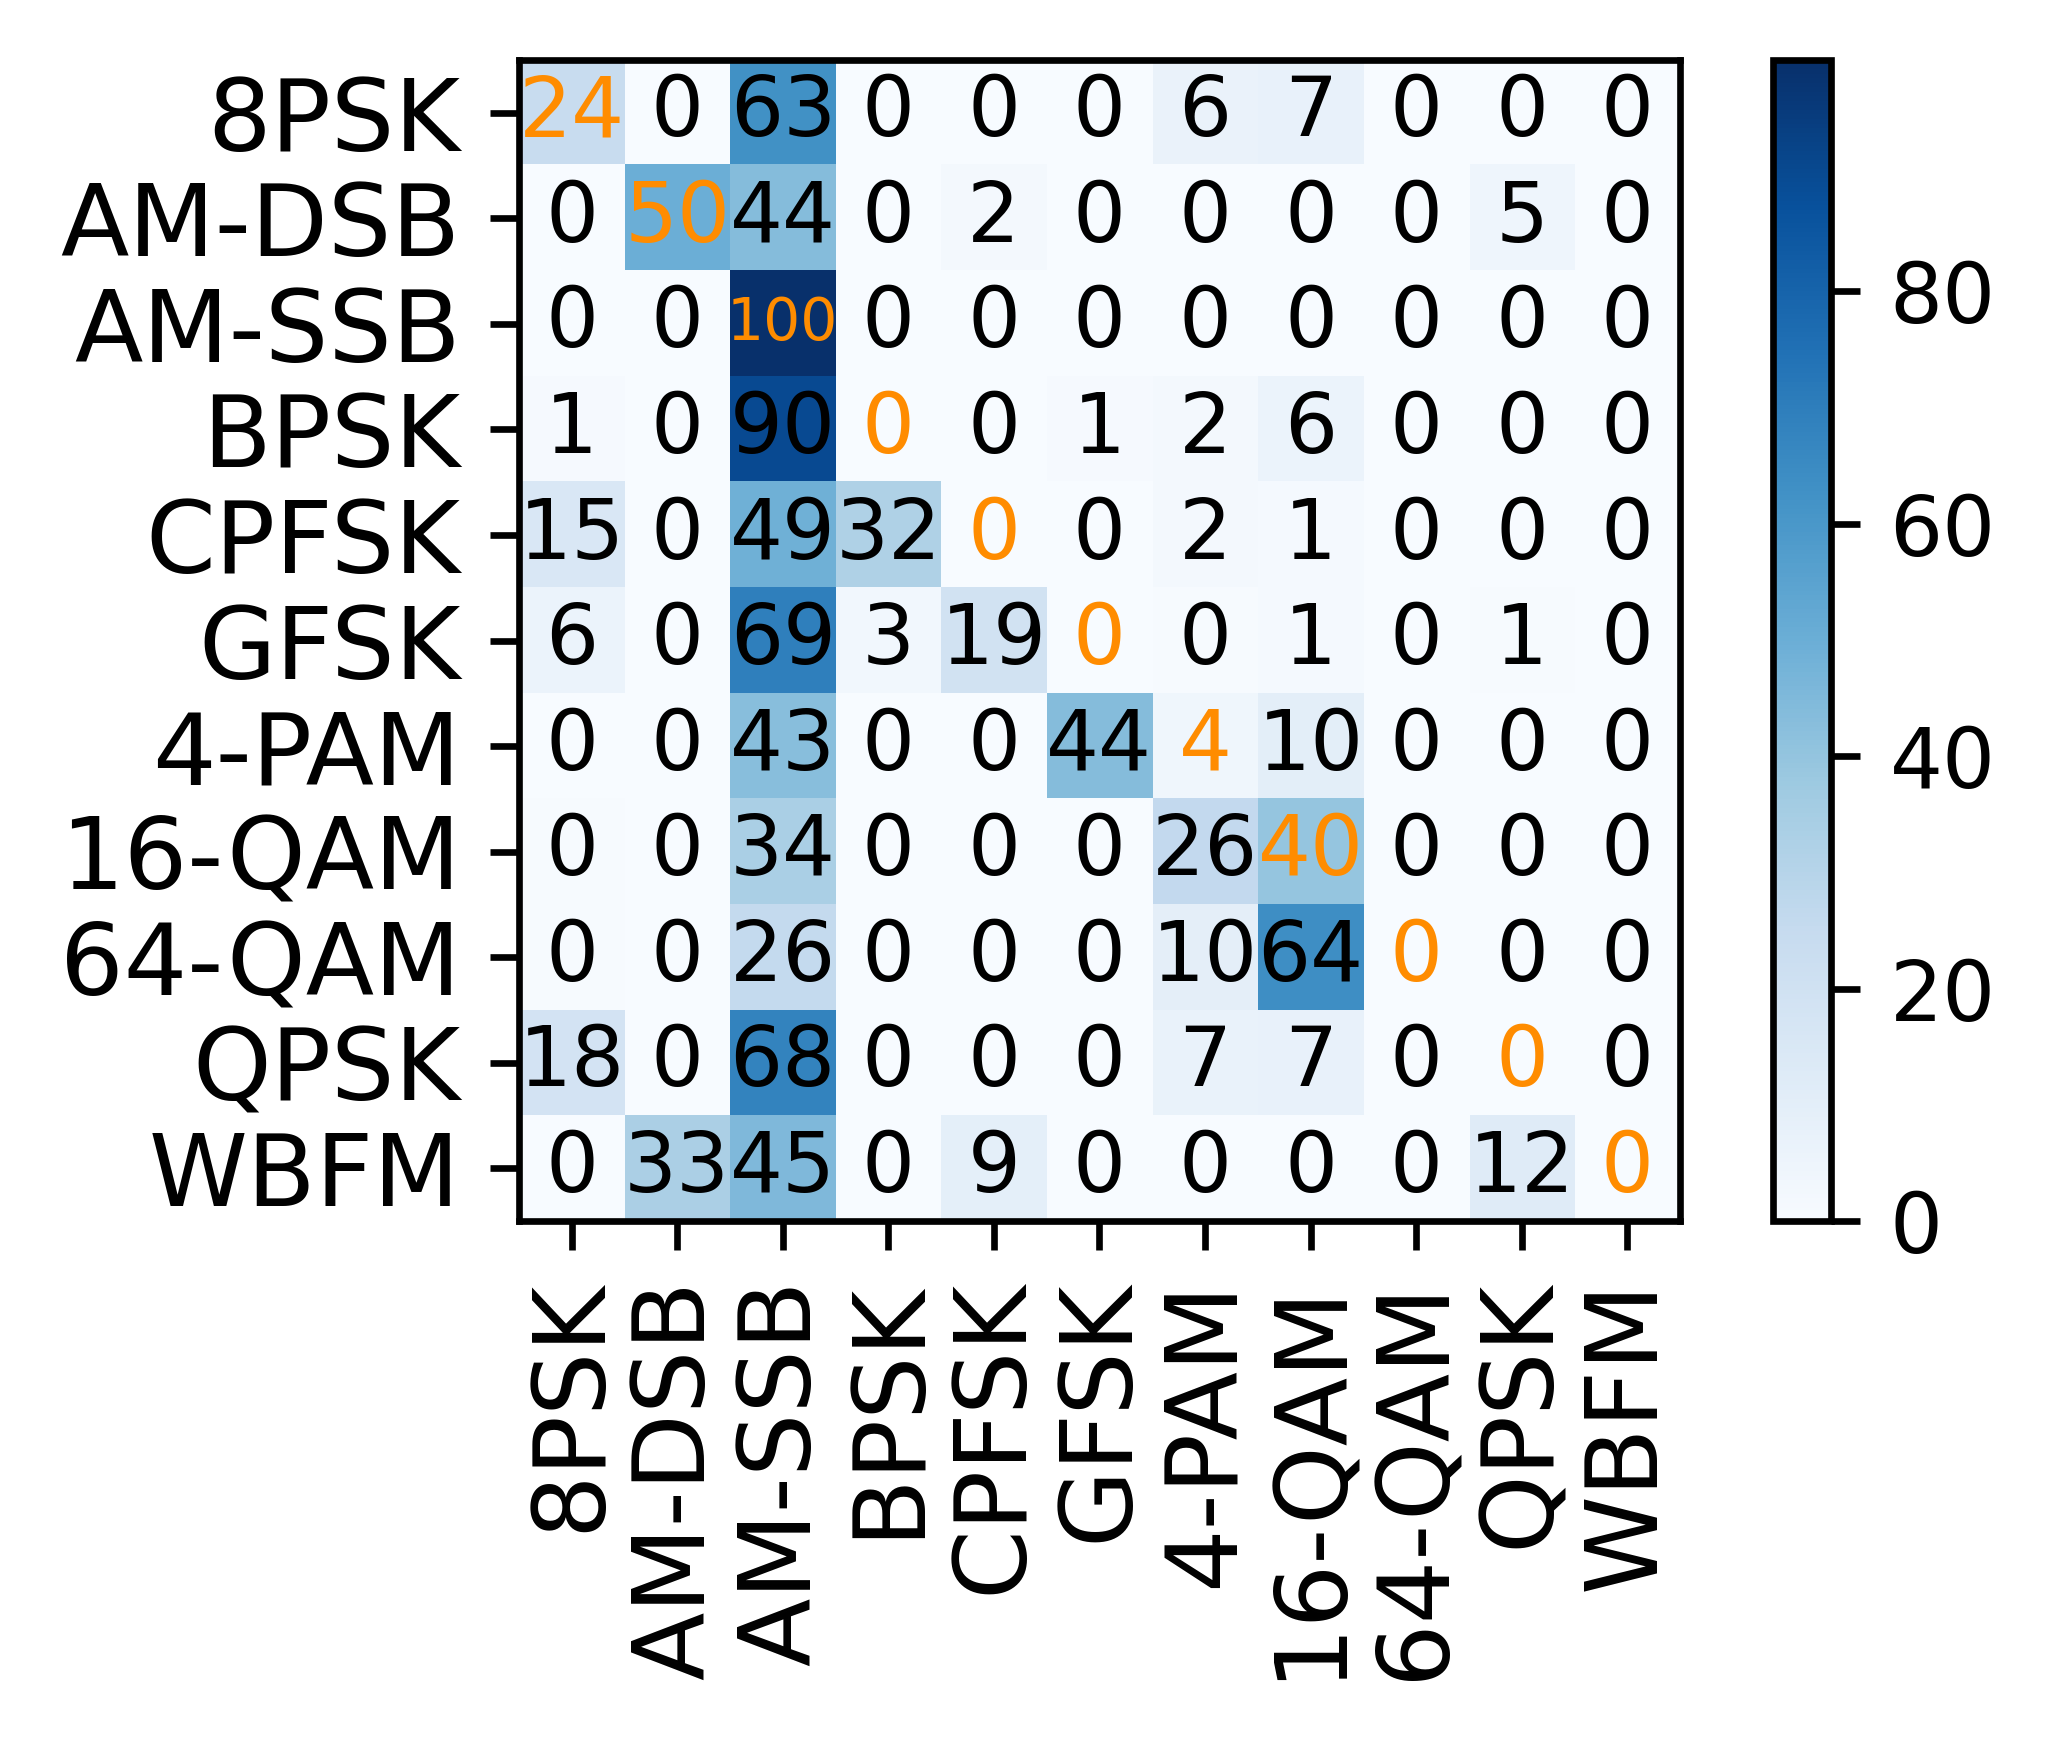 8PSK 24 0 63 0 0 0 6 7 0 0 0
AM-DSB 0 50 44 0 2 0 0 0 0 5 0
AM-SSB 0 0 100 0 0 0 0 0 0 0 0
BPSK 1 0 90 0 0 1 2 6 0 0 0
CPFSK 15 0 49 32 0 0 2 1 0 0 0
GFSK 6 0 69 3 19 0 0 1 0 1 0
4-PAM 0 0 43 0 0 44 4 10 0 0 0
16-QAM 0 0 34 0 0 0 26 40 0 0 0
64-QAM 0 0 26 0 0 0 10 64 0 0 0
QPSK 18 0 68 0 0 0 7 7 0 0 0
WBFM 0 33 45 0 9 0 0 0 0 12 0
8PSK
AM-DSB
AM-SSB
BPSK
CPFSK
GFSK
4-PAM
16-QAM
64-QAM
QPSK
WBFM
80
60
40
20
0